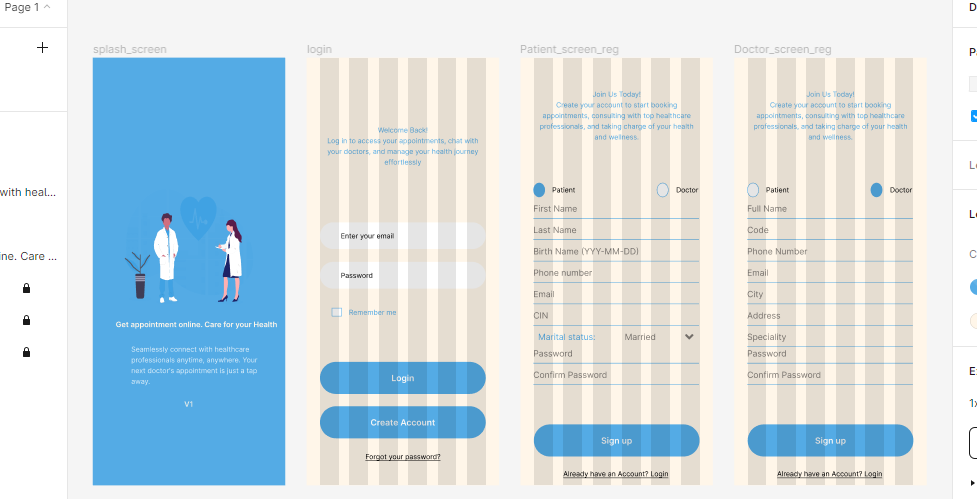 Page 1
with heal...
ine. Care ...
splash_screen
Get appointment online. Care for your Health
Seamlessly connect with healthcare
professionals anytime, anywhere. Your
next doctor's appointment is just a tap
away.
V1
login
Welcome Back!
Log in to access your appointments, chat with
your doctors, and manage your health journey
effortlessly
Enter your email
Password
Remember me
Login
Create Account
Forgot your password?
Patient_screen_reg
Join Us Today!
Create your account to start booking
appointments, consulting with top healthcare
professionals, and taking charge of your health
and wellness.
Patient
Doctor
First Name
Last Name
Birth Name (YYY-MM-DD)
Phone number
Email
CIN
Marital status:
Married
Password
Confirm Password
Sign up
Already have an Account? Login
Doctor_screen_reg
Join Us Today!
Create your account to start booking
appointments, consulting with top healthcare
professionals, and taking charge of your health
and wellness.
Patient
Doctor
Full Name
Code
Phone Number
Email
City
Address
Speciality
Password
Confirm Password
Sign up
Already have an Account? Login